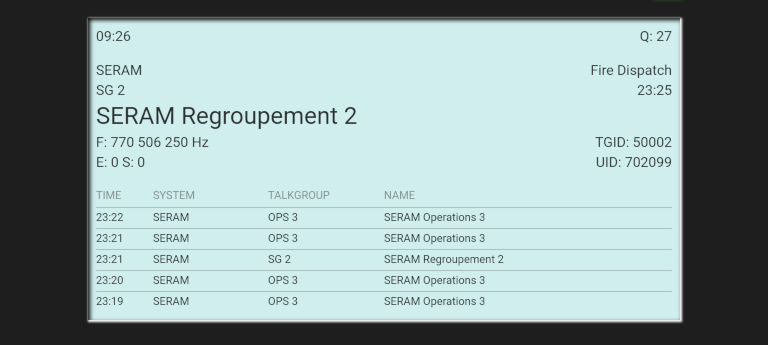 09:26 Q: 27
SERAM Fire Dispatch
SG 2 23:25
SERAM Regroupement 2
F: 770 506 250 Hz TGID: 50002
E: 0 S: 0 UID: 702099
TIME SYSTEM TALKGROUP NAME
23:22 SERAM OPS 3 SERAM Operations 3
23:21 SERAM OPS 3 SERAM Operations 3
23:21 SERAM SG 2 SERAM Regroupement 2
23:20 SERAM OPS 3 SERAM Operations 3
23:19 SERAM OPS 3 SERAM Operations 3